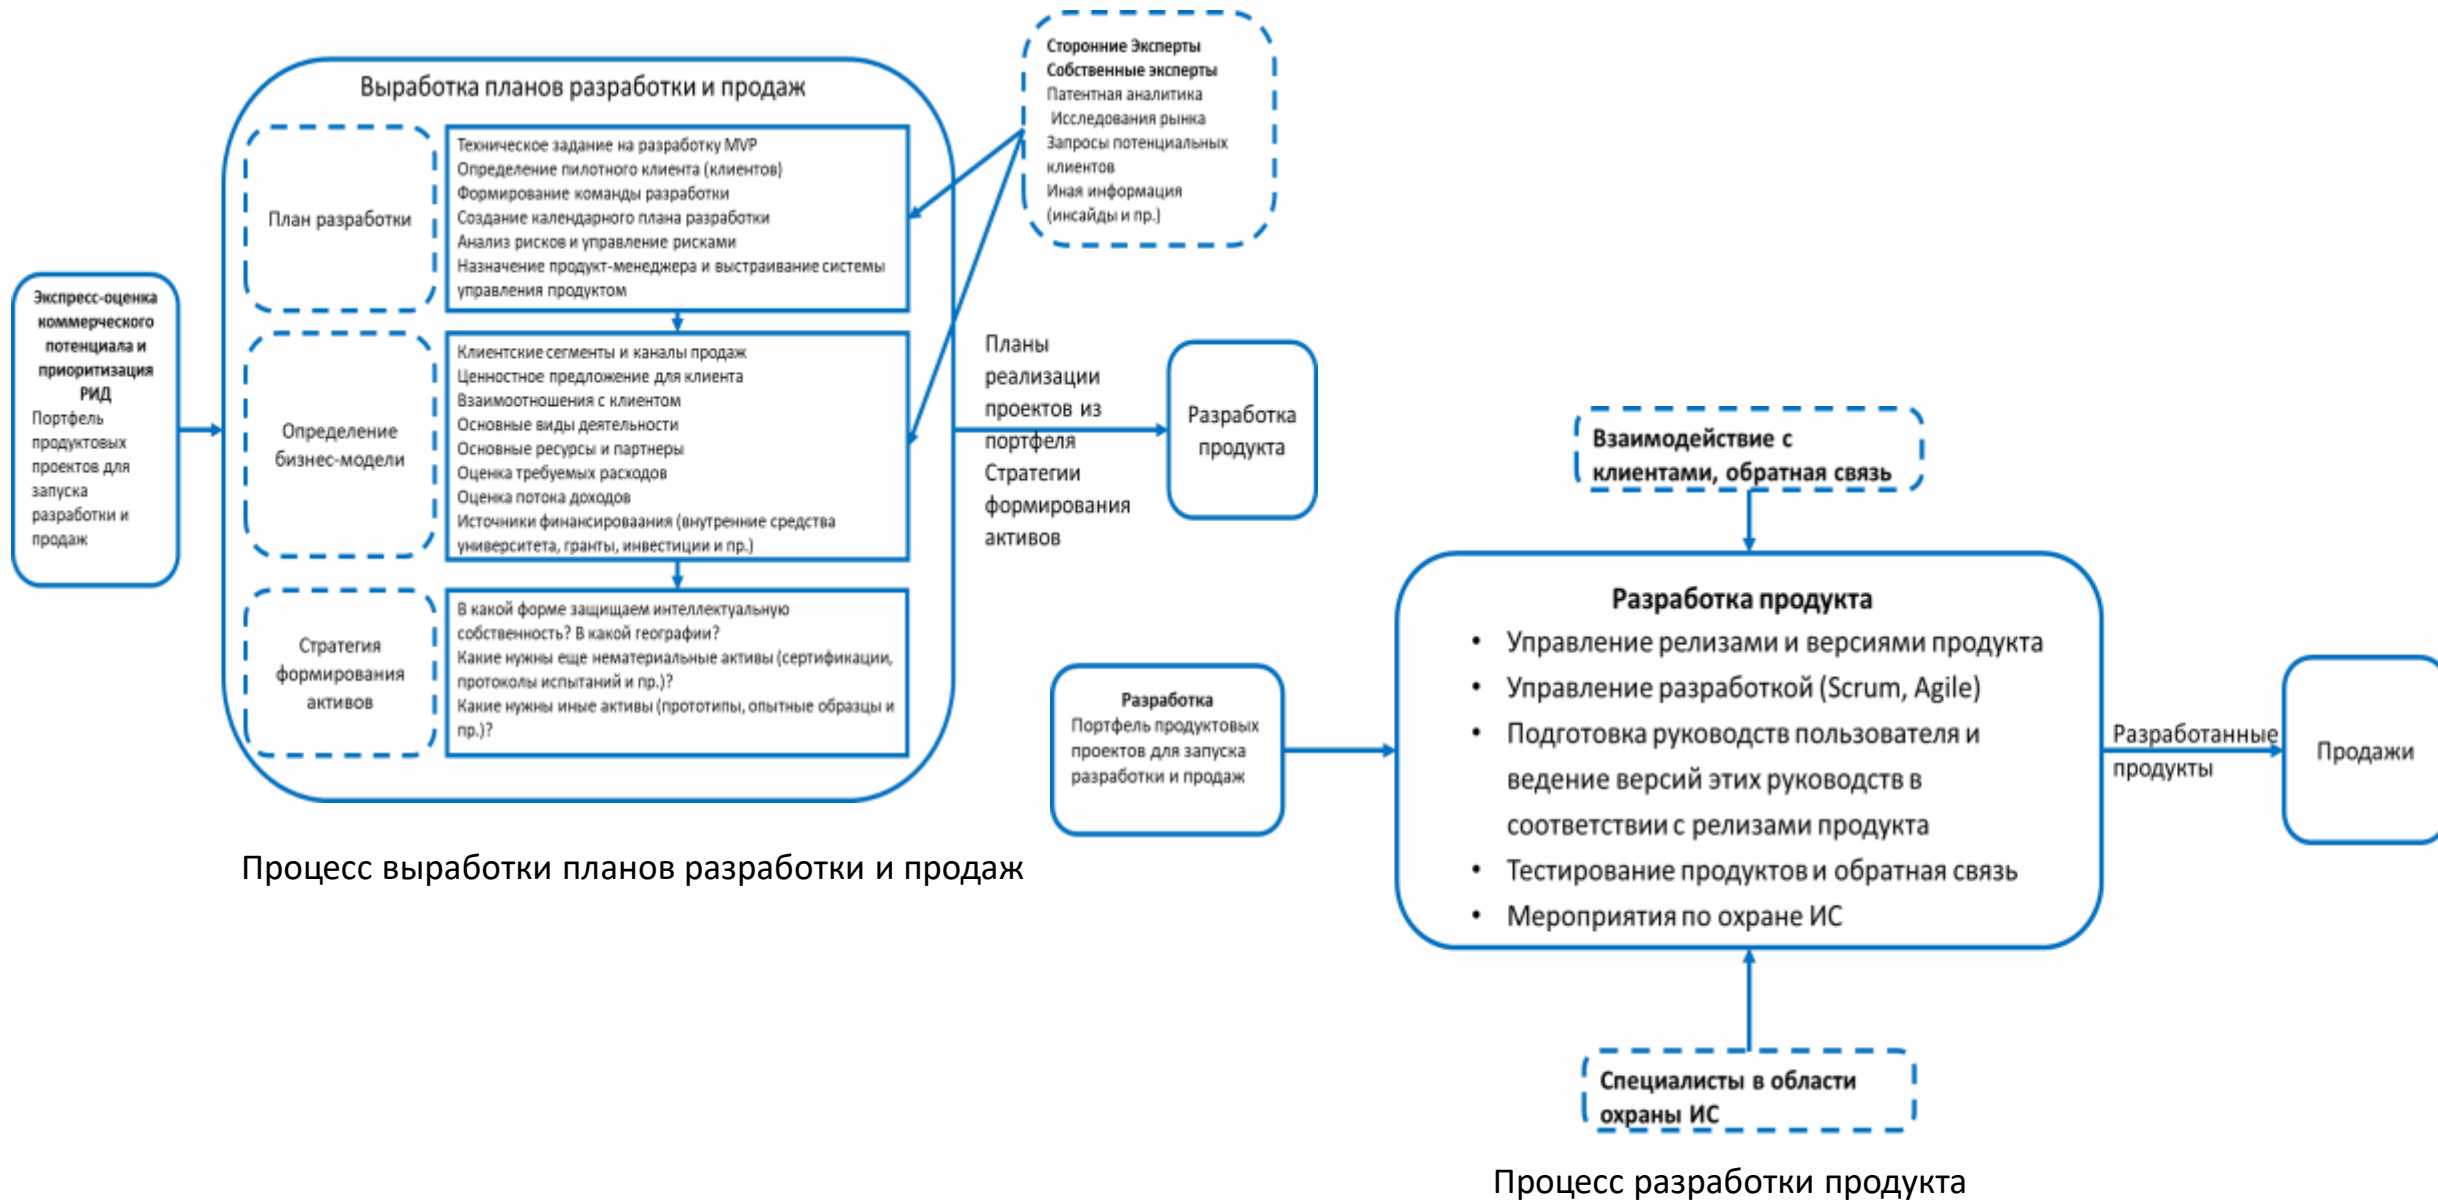 Выработка планов разработки и продаж
План разработки
Техническое задание на разработку MVP
Определение пилотного клиента (клиентов)
Формирование команды разработки
Создание календарного плана разработки
Анализ рисков и управление рисками
Назначение продукт-менеджера и выстраивание системы
управления продуктом
Сторонние Эксперты
Собственные эксперты
Патентная аналитика
Исследования рынка
Запросы потенциальных
клиентов
Иная информация
(инсайды и пр.)
Экспресс-оценка
коммерческого
потенциала и
приоритизация
РИД
Портфель
продуктовых
проектов для
запуска
разработки и
продаж
Определение
бизнес-модели
Клиентские сегменты и каналы продаж
Ценностное предложение для клиента
Взаимоотношения с клиентом
Основные виды деятельности
Основные ресурсы и партнеры
Оценка требуемых расходов
Оценка потока доходов
Источники финансироваания (внутренние средства
университета, гранты, инвестиции и пр.)
Планы
реализации
проектов из
портфеля
Стратегии
формирования
активов
Разработка
продукта
Стратегия
формирования
активов
В какой форме защищаем интеллектуальную
собственность? В какой географии?
Какие нужны еще нематериальные активы (сертификации,
протоколы испытаний и пр.)?
Какие нужны иные активы (прототипы, опытные образцы и
пр.)?
Процесс выработки планов разработки и продаж
Взаимодействие с
клиентами, обратная связь
Разработка
Портфель продуктовых
проектов для запуска
разработки и продаж
Разработка продукта
• Управление релизами и версиями продукта
• Управление разработкой (Scrum, Agile)
• Подготовка руководств пользователя и
ведение версий этих руководств в
соответствии с релизами продукта
• Тестирование продуктов и обратная связь
• Мероприятия по охране ИС
Разработанные
продукты
Продажи
Специалисты в области
охраны ИС
Процесс разработки продукта